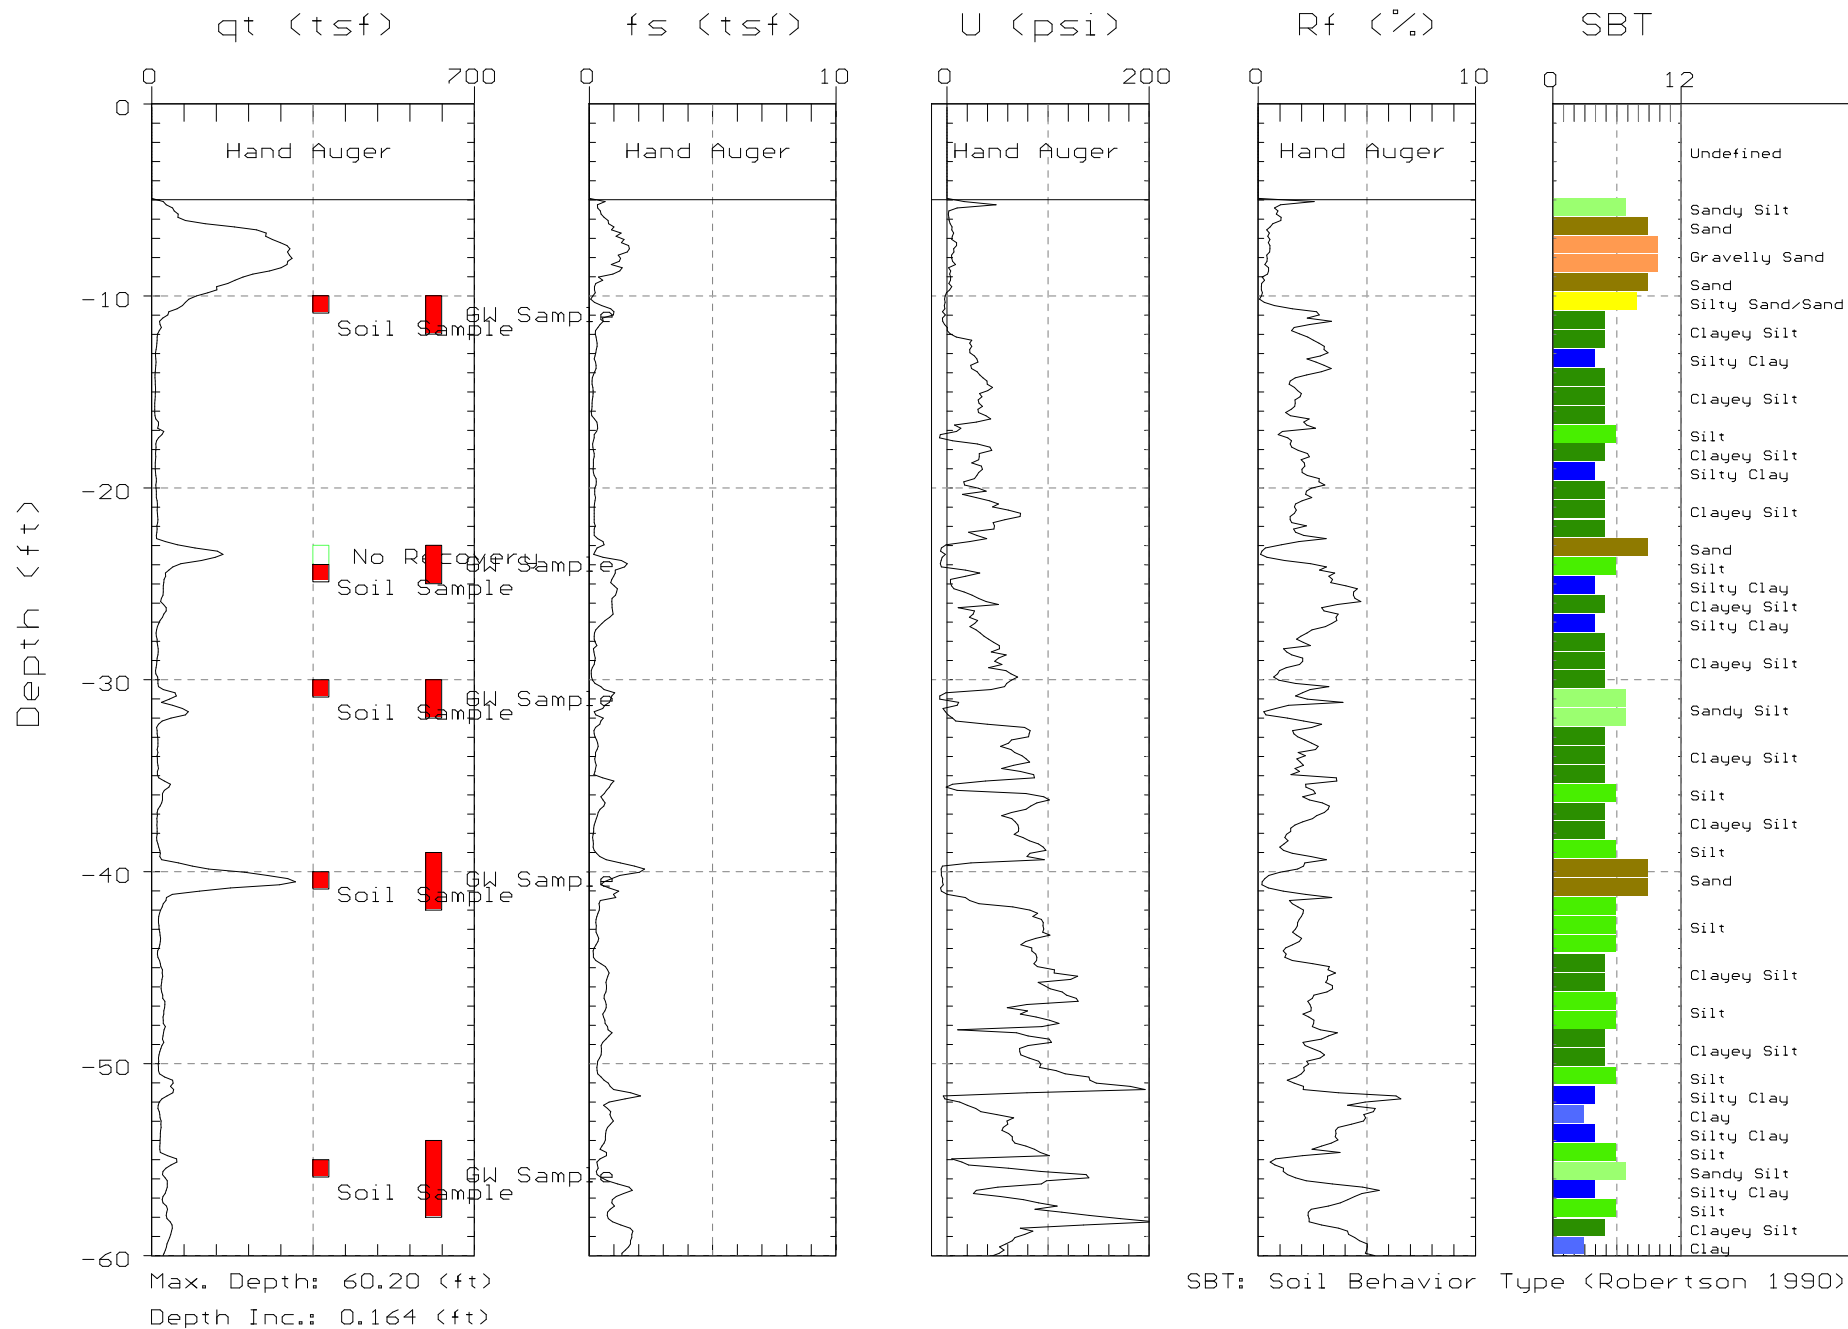 qt (tsf) fs (tsf) U (psi) Rf (%) SBT
0 700 0 10 0 200 0 10 0 12
0
Hand Auger Hand Auger Hand Auger Hand Auger
Undefined
Sandy Silt
Sand
Gravelly Sand
Sand
-10
Silty Sand/Sand
GW Sample
Soil Sample
Clayey Silt
Silty Clay
Clayey Silt
Silt
Clayey Silt
Silty Clay
-20
Clayey Silt
Sand
No Recovery
GW Sample
Silt
Soil Sample
Silty Clay
Clayey Silt
Silty Clay
Depth (ft)
Clayey Silt
-30
GW Sample
Soil Sample
Sandy Silt
Clayey Silt
Silt
Clayey Silt
Silt
-40
GW Sample
Sand
Soil Sample
Silt
Clayey Silt
Silt
Clayey Silt
-50
Silt
Silty Clay
Clay
Silty Clay
Silt
Sandy Silt
GW Sample
Soil Sample
Silty Clay
Silt
Clayey Silt
Clay
-60
Max. Depth: 60.20 (ft)
SBT: Soil Behavior Type (Robertson 1990)
Depth Inc.: 0.164 (ft)